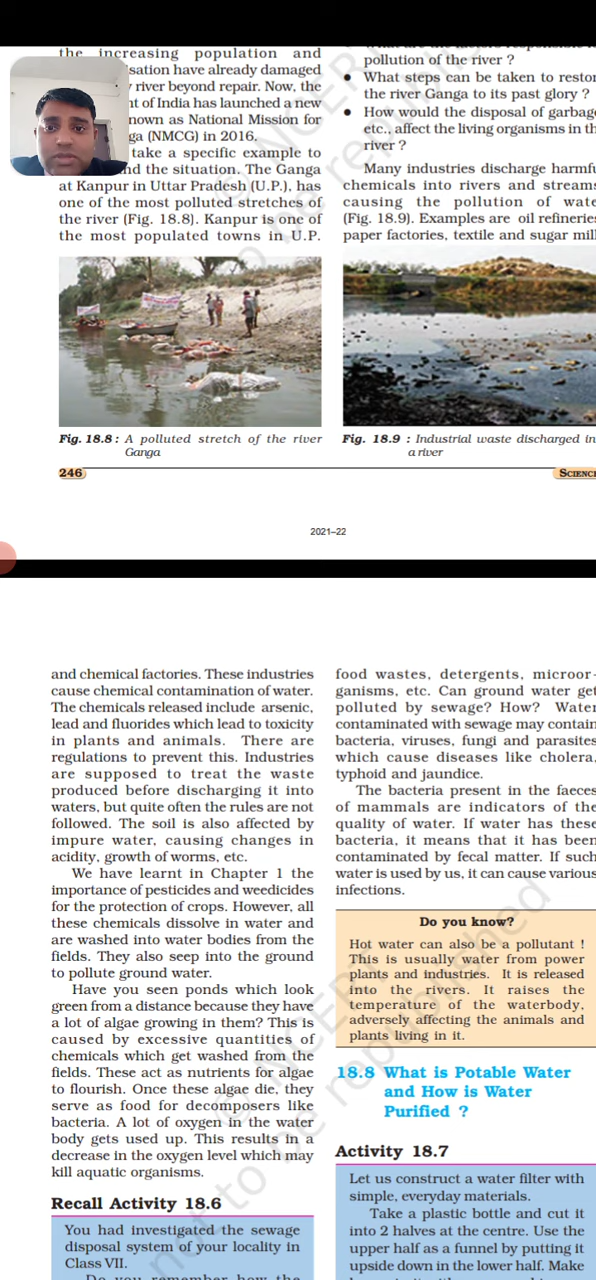 the increasing population and
sation have already damaged
river beyond repair. Now, the
nt of India has launched a new
nown as National Mission for
ga (NMCG) in 2016.
take a specific example to
nd the situation. The Ganga
at Kanpur in Uttar Pradesh (U.P.), has
one of the most polluted stretches of
the river (Fig. 18.8). Kanpur is one of
the most populated towns in U.P.
Fig. 18.8 : A polluted stretch of the river
Ganga
246
pollution of the river ?
• What steps can be taken to restor
the river Ganga to its past glory ?
• How would the disposal of garbage
etc., affect the living organisms in th
river ?
Many industries discharge harmfu
chemicals into rivers and streams
causing the pollution of wate
(Fig. 18.9). Examples are oil refineries
paper factories, textile and sugar mill
Fig. 18.9 : Industrial waste discharged in
a river
SCIENCE
2021–22
and chemical factories. These industries
cause chemical contamination of water.
The chemicals released include arsenic,
lead and fluorides which lead to toxicity
in plants and animals. There are
regulations to prevent this. Industries
are supposed to treat the waste
produced before discharging it into
waters, but quite often the rules are not
followed. The soil is also affected by
impure water, causing changes in
acidity, growth of worms, etc.
We have learnt in Chapter 1 the
importance of pesticides and weedicides
for the protection of crops. However, all
these chemicals dissolve in water and
are washed into water bodies from the
fields. They also seep into the ground
to pollute ground water.
Have you seen ponds which look
green from a distance because they have
a lot of algae growing in them? This is
caused by excessive quantities of
chemicals which get washed from the
fields. These act as nutrients for algae
to flourish. Once these algae die, they
serve as food for decomposers like
bacteria. A lot of oxygen in the water
body gets used up. This results in a
decrease in the oxygen level which may
kill aquatic organisms.
Recall Activity 18.6
You had investigated the sewage
disposal system of your locality in
Class VII.
Do you remember how the
food wastes, detergents, microor-
ganisms, etc. Can ground water get
polluted by sewage? How? Water
contaminated with sewage may contain
bacteria, viruses, fungi and parasites
which cause diseases like cholera,
typhoid and jaundice.
The bacteria present in the faeces
of mammals are indicators of the
quality of water. If water has these
bacteria, it means that it has been
contaminated by fecal matter. If such
water is used by us, it can cause various
infections.
Do you know?
Hot water can also be a pollutant !
This is usually water from power
plants and industries. It is released
into the rivers. It raises the
temperature of the waterbody,
adversely affecting the animals and
plants living in it.
18.8 What is Potable Water
and How is Water
Purified ?
Activity 18.7
Let us construct a water filter with
simple, everyday materials.
Take a plastic bottle and cut it
into 2 halves at the centre. Use the
upper half as a funnel by putting it
upside down in the lower half. Make
© NCERT
not to be republished